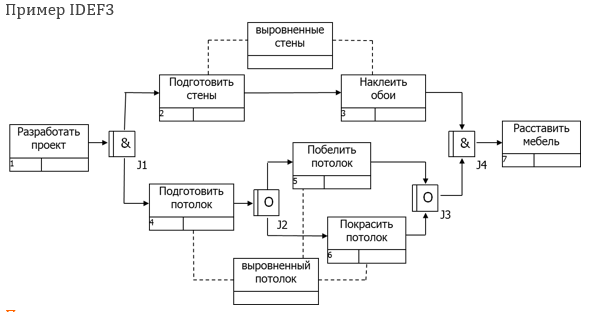 Пример IDEF3
выровненные
стены
Подготовить
стены
2
Наклеить
обои
3
Разработать
проект
1
&
J1
&
J4
Расставить
мебель
7
Побелить
потолок
5
Подготовить
потолок
4
O
J2
O
J3
Покрасить
потолок
6
выровненный
потолок